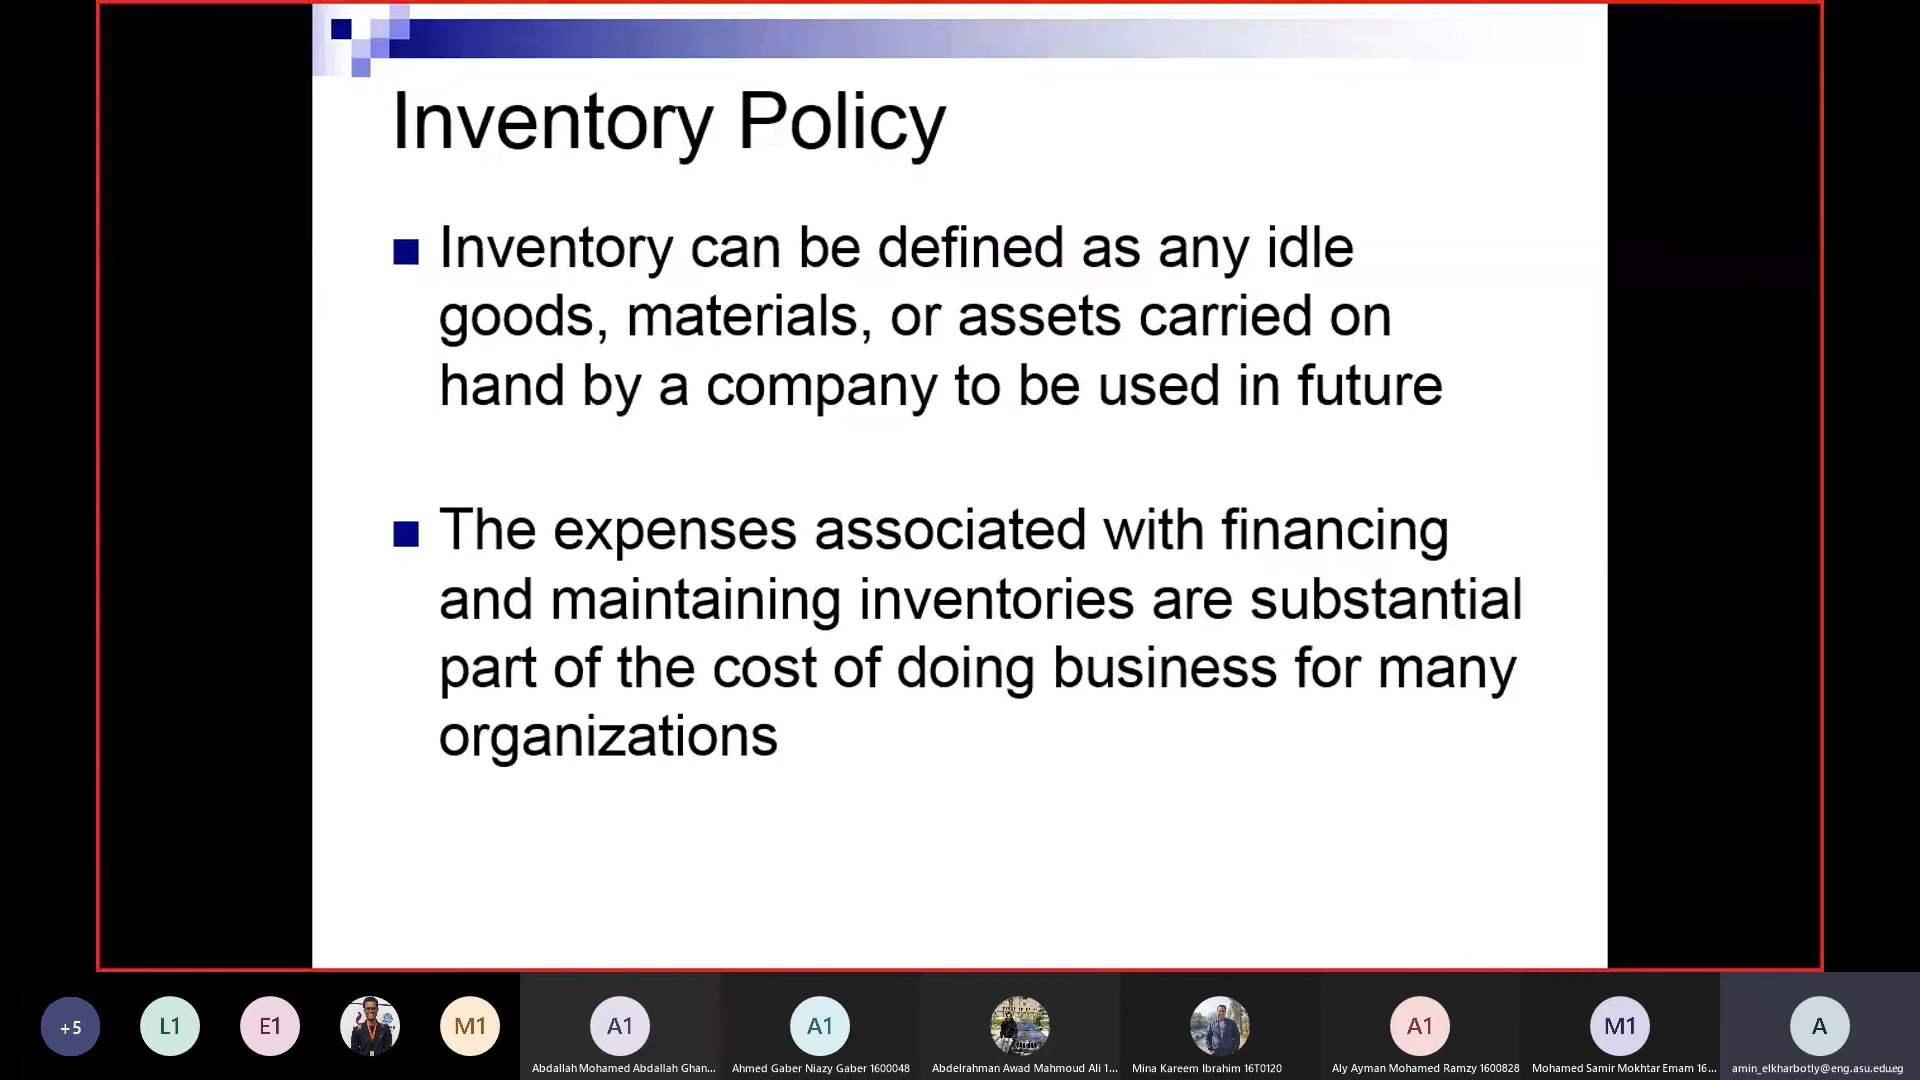 Inventory Policy
Inventory can be defined as any idle
goods, materials, or assets carried on
hand by a company to be used in future
The expenses associated with financing
and maintaining inventories are substantial
part of the cost of doing business for many
organizations
+5
L1
E1
M1
A1
A1
A1
M1
A
Abdallah Mohamed Abdallah Ghan...
Ahmed Gaber Niazy Gaber 1600048
Abdelrahman Awad Mahmoud Ali 1...
Mina Kareem Ibrahim 16T0120
Aly Ayman Mohamed Ramzy 1600828
Mohamed Samir Mokhtar Emam 16...
amin_elkharbotly@eng.asu.edu.eg